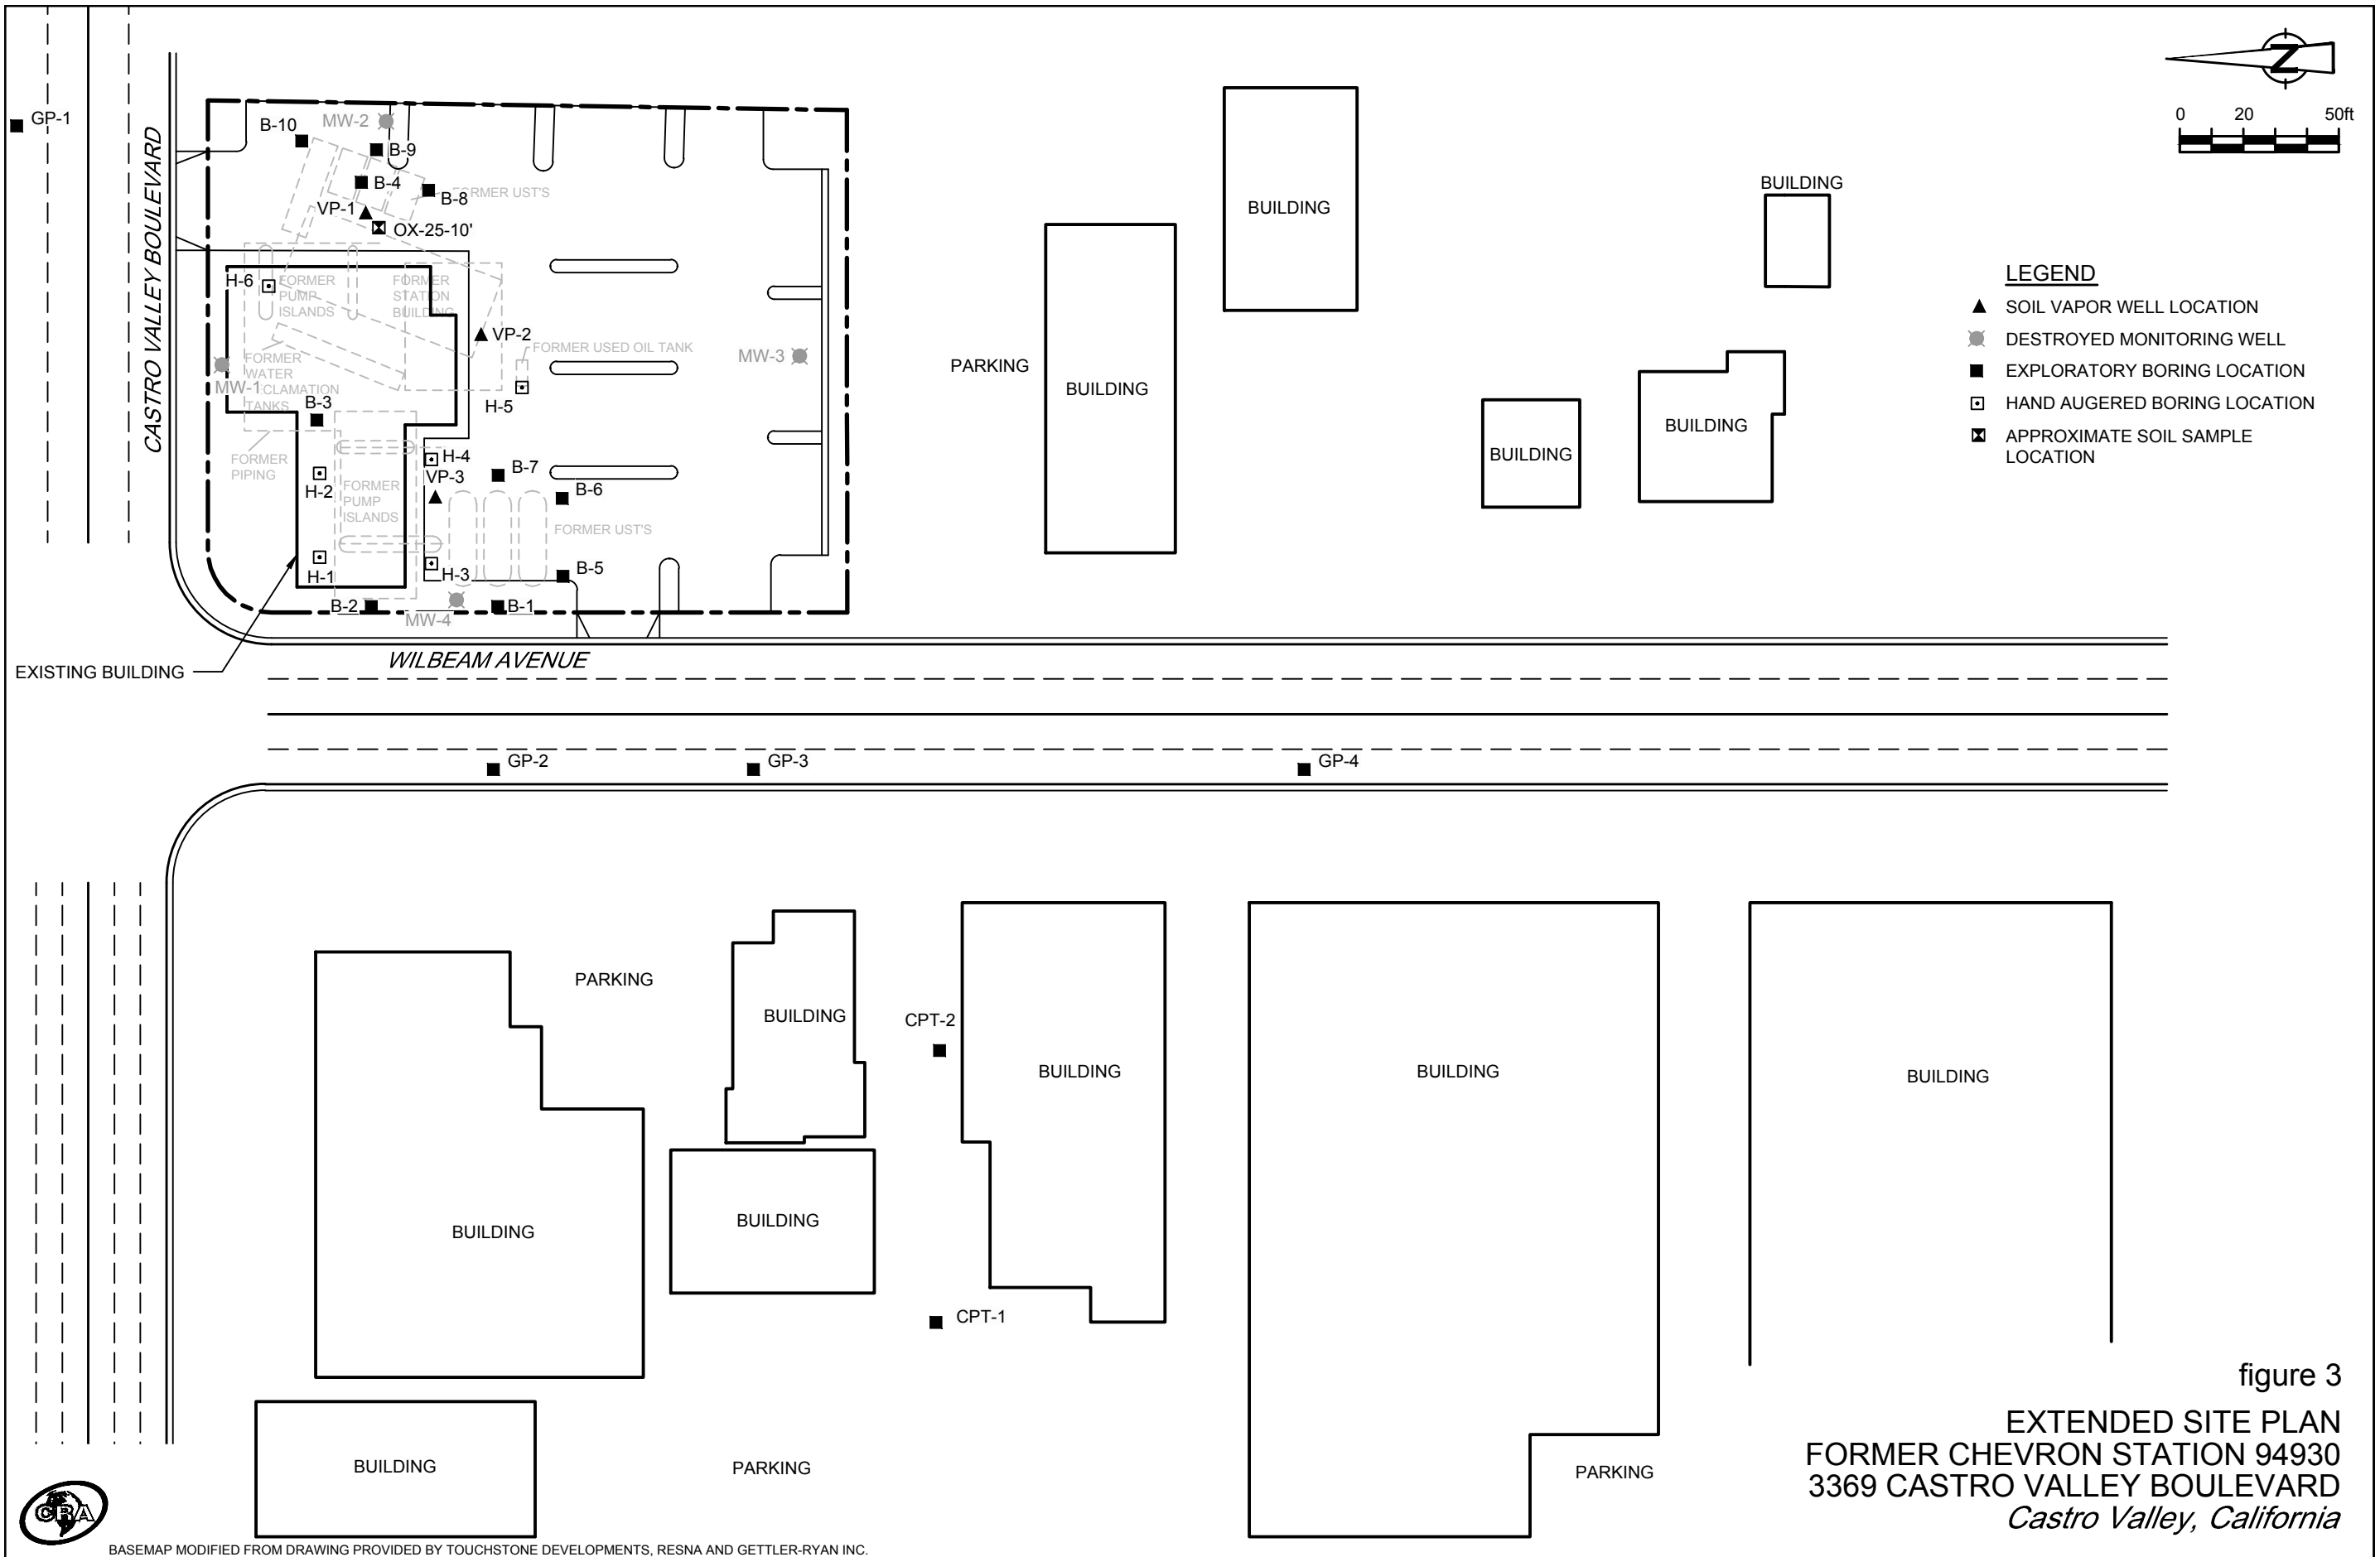 GP-1
CASTRO VALLEY BOULEVARD
B-10
MW-2
B-9
B-4
B-8
FORMER UST'S
VP-1
OX-25-10'
H-6
FORMER
PUMP
ISLANDS
FORMER
STATION
BUILDING
VP-2
FORMER USED OIL TANK
MW-3
FORMER
WATER
CLAMATION
TANKS
MW-1
H-5
B-3
FORMER
PIPING
H-2
FORMER
PUMP
ISLANDS
H-4
VP-3
B-7
B-6
FORMER UST'S
H-1
H-3
B-5
B-2
MW-4
B-1
EXISTING BUILDING
WILBEAM AVENUE
GP-2
GP-3
GP-4
PARKING
BUILDING
BUILDING
BUILDING
BUILDING
BUILDING
Z
0 20 50ft
LEGEND
SOIL VAPOR WELL LOCATION
DESTROYED MONITORING WELL
EXPLORATORY BORING LOCATION
HAND AUGERED BORING LOCATION
APPROXIMATE SOIL SAMPLE
LOCATION
PARKING
BUILDING
CPT-2
BUILDING
BUILDING
BUILDING
BUILDING
BUILDING
CPT-1
BUILDING
PARKING
PARKING
figure 3
EXTENDED SITE PLAN
FORMER CHEVRON STATION 94930
3369 CASTRO VALLEY BOULEVARD
Castro Valley, California
CRA
BASEMAP MODIFIED FROM DRAWING PROVIDED BY TOUCHSTONE DEVELOPMENTS, RESNA AND GETTLER-RYAN INC.